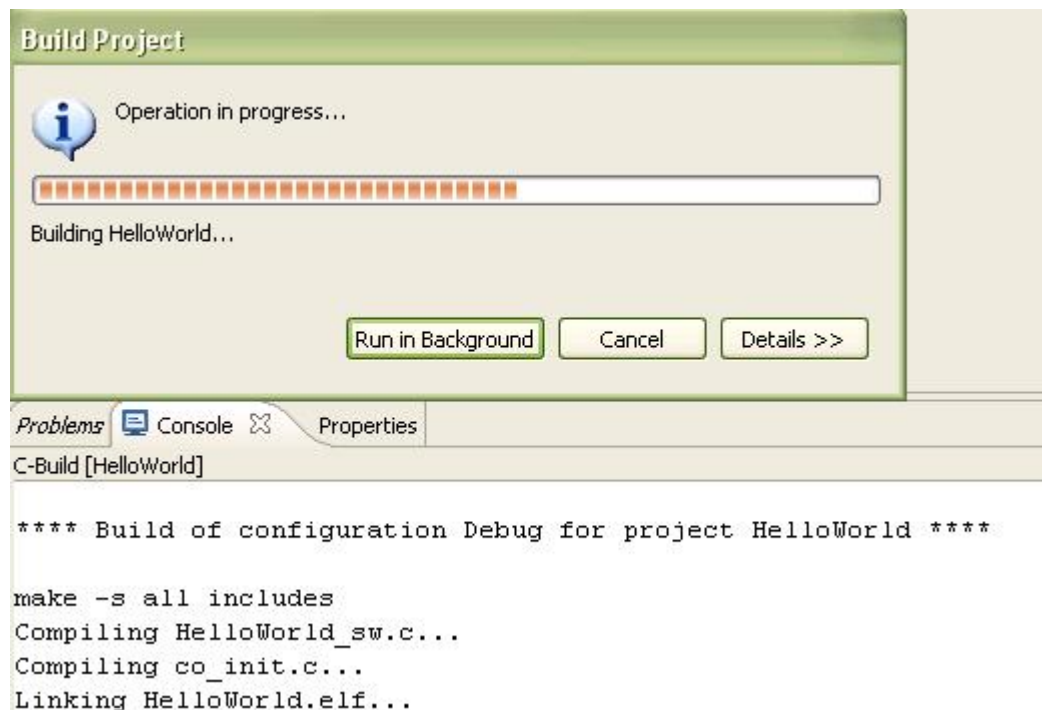 Build Project
Operation in progress...
Building HelloWorld...
Run in Background Cancel Details >>
Problems Console Properties
C-Build [HelloWorld]
**** Build of configuration Debug for project HelloWorld ****
make -s all includes
Compiling HelloWorld_sw.c...
Compiling co_init.c...
Linking HelloWorld.elf...